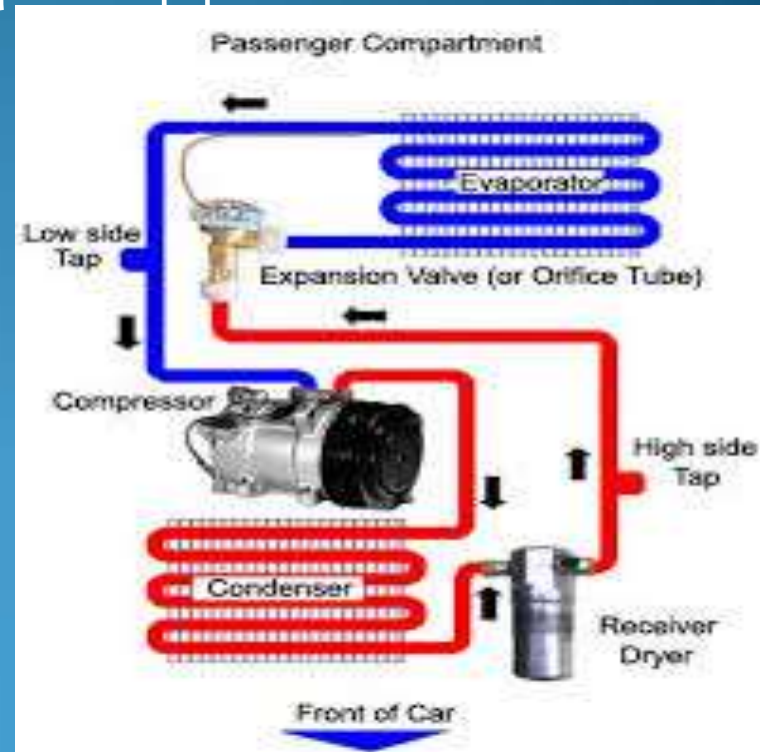 Passenger Compartment
Evaporator
Low side
Tap
Expansion Valve (or Orifice Tube)
Compressor
High side
Tap
Condenser
Receiver
Dryer
Front of Car